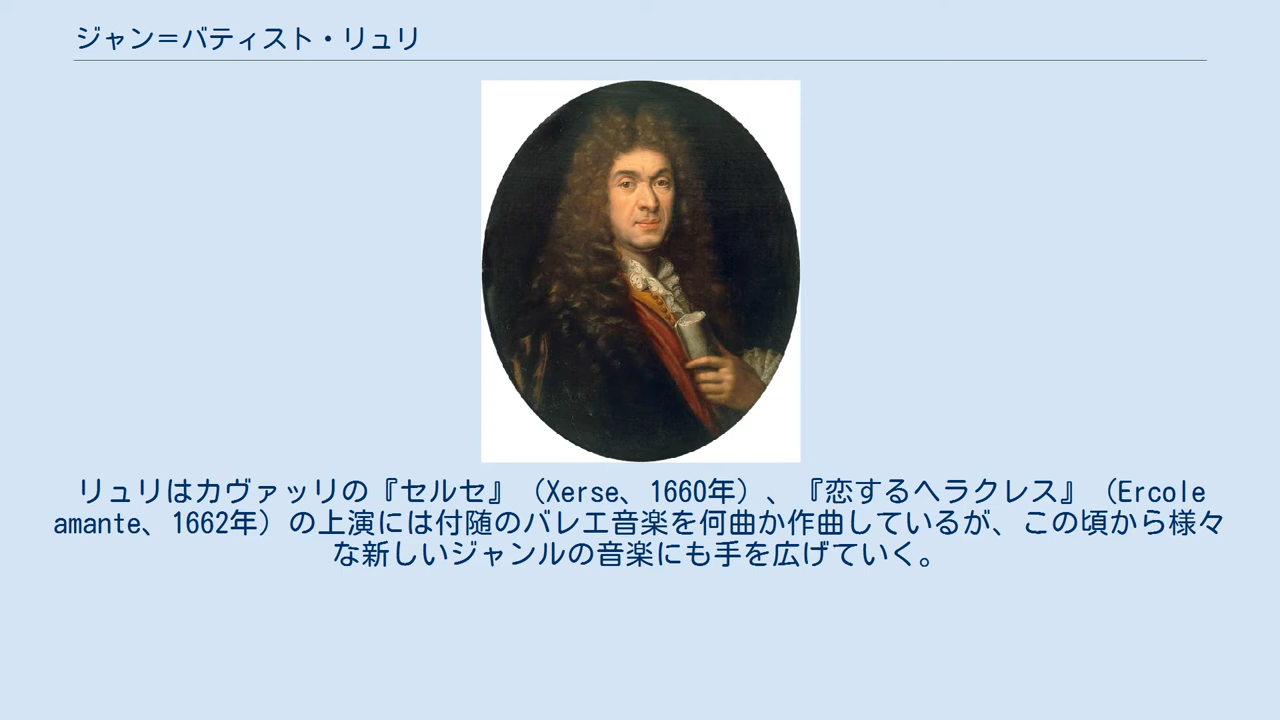 ジャン＝バティスト・リュリ
リュリはカヴァッリの『セルセ』（Xerse、1660年）、『恋するヘラクレス』（Ercole
amante、1662年）の上演には付随のバレエ音楽を何曲か作曲しているが、この頃から様々
な新しいジャンルの音楽にも手を広げていく。